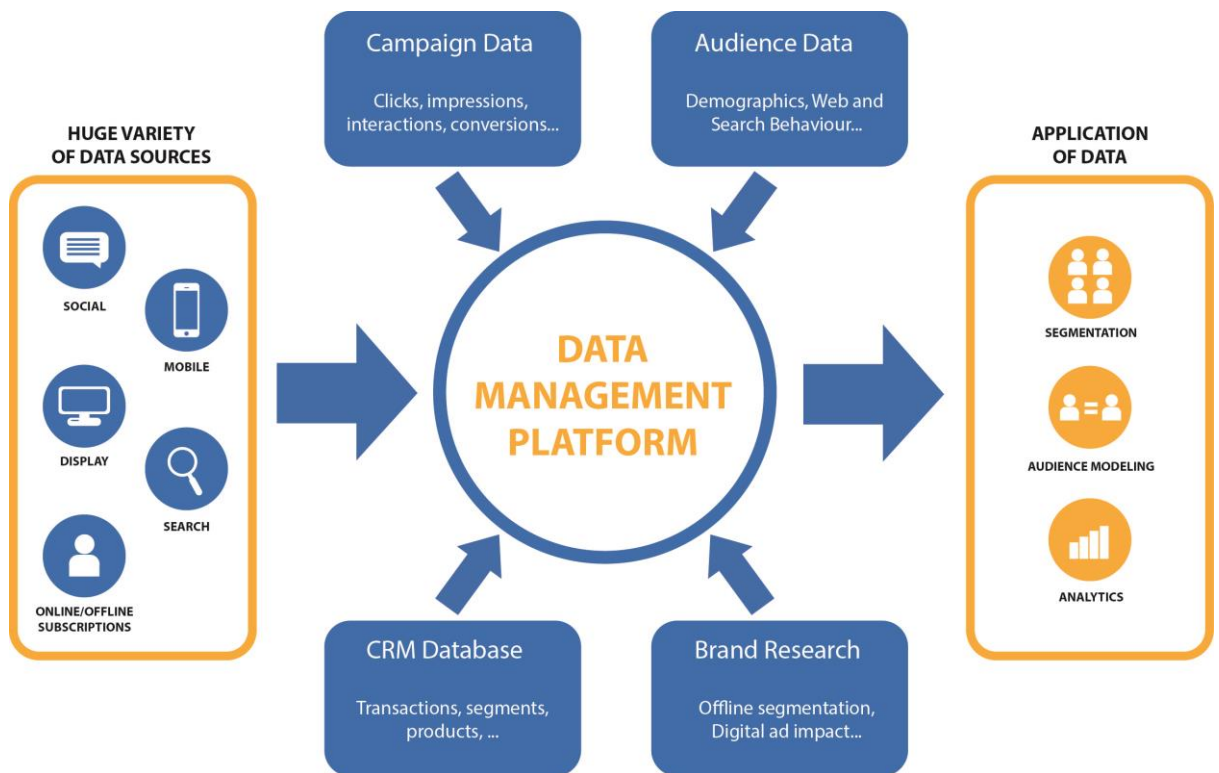 Campaign Data
Clicks, impressions,
interactions, conversions...
Audience Data
Demographics, Web and
Search Behaviour...
HUGE VARIETY
OF DATA SOURCES
SOCIAL
MOBILE
DISPLAY
SEARCH
ONLINE/OFFLINE
SUBSCRIPTIONS
DATA
MANAGEMENT
PLATFORM
APPLICATION
OF DATA
SEGMENTATION
AUDIENCE MODELING
ANALYTICS
CRM Database
Transactions, segments,
products, ...
Brand Research
Offline segmentation,
Digital ad impact...